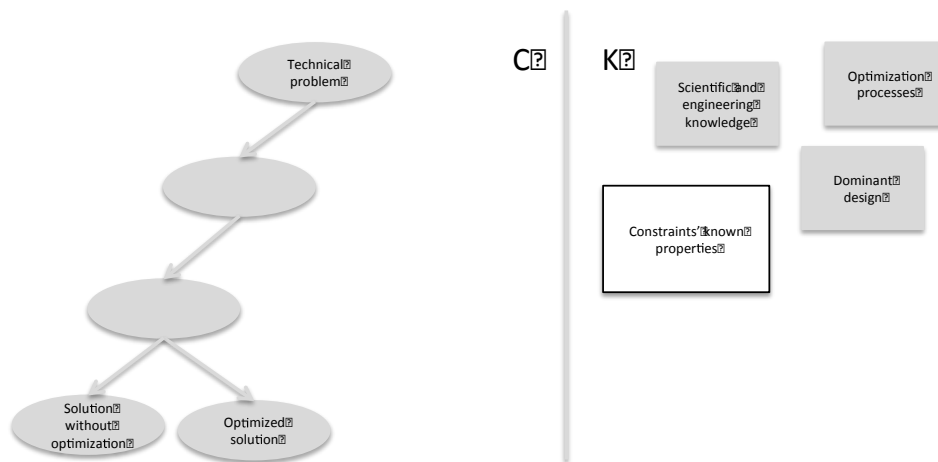 Technical
problem
C
K
Scientific and
engineering
knowledge
Optimization
processes
Dominant
design
Constraints' known
properties
Solution
without
optimization
Optimized
solution